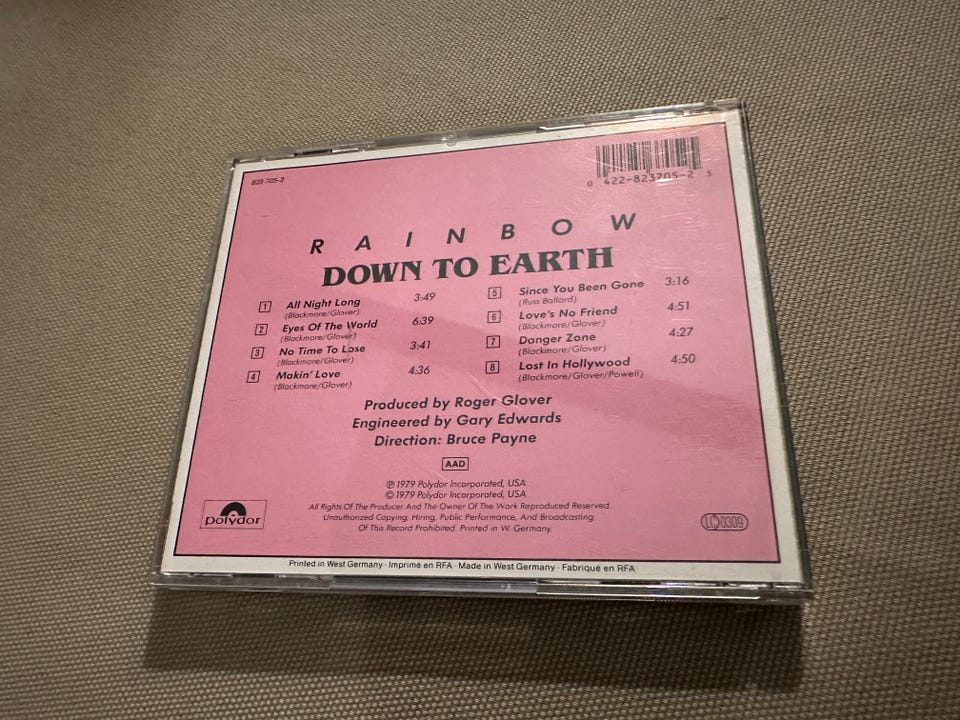 823 705-2
0 422-823705-2 5
RAINBOW
DOWN TO EARTH
1 All Night Long 3:49
(Blackmore/Glover)
2 Eyes Of The World 6:39
(Blackmore/Glover)
3 No Time To Lose 3:41
(Blackmore/Glover)
4 Makin' Love 4:36
(Blackmore/Glover)
5 Since You Been Gone 3:16
(Russ Ballard)
6 Love's No Friend 4:51
(Blackmore/Glover)
7 Danger Zone 4:27
(Blackmore/Glover)
8 Lost In Hollywood 4:50
(Blackmore/Glover/Powell)
Produced by Roger Glover
Engineered by Gary Edwards
Direction: Bruce Payne
AAD
℗ 1979 Polydor Incorporated, USA
© 1979 Polydor Incorporated, USA
All Rights Of The Producer And The Owner Of The Work Reproduced Reserved.
Unauthorized Copying, Hiring, Public Performance, And Broadcasting
Of This Record Prohibited. Printed in W. Germany.
polydor
LC 0309
Printed in West Germany · Imprimé en RFA · Made in West Germany · Fabriqué en RFA